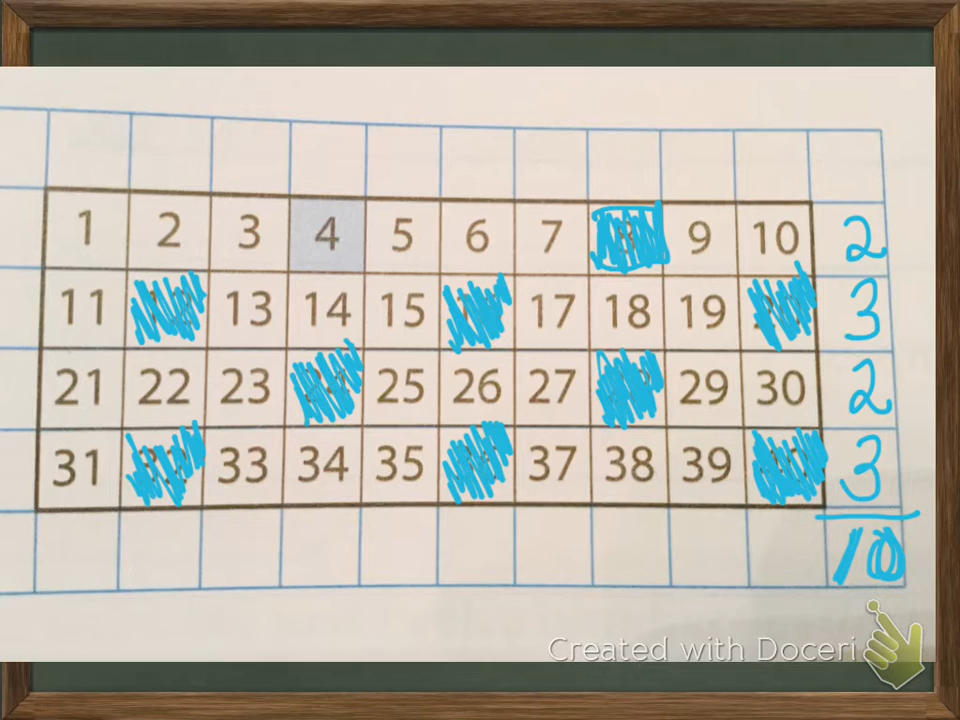 1 2 3 4 5 6 7 9 10 2
11 13 14 15 17 18 19 3
21 22 23 25 26 27 29 30 2
31 33 34 35 37 38 39 3
10
Created with Doceri